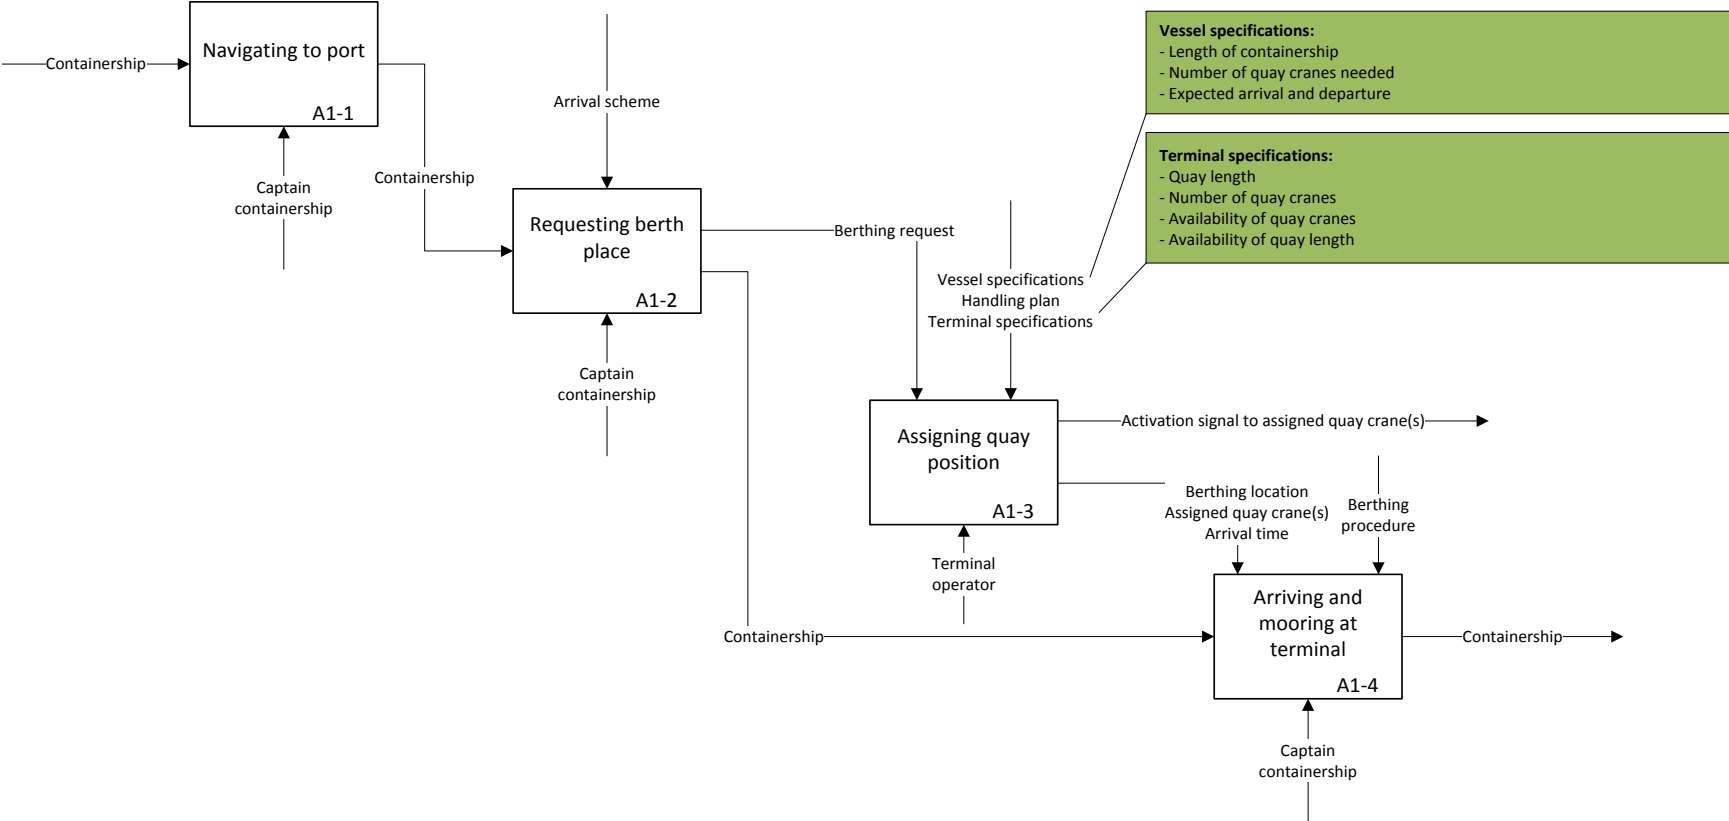 Containership
Navigating to port
A1-1
Captain
containership
Containership
Arrival scheme
Requesting berth
place
A1-2
Captain
containership
Berthing request
Vessel specifications
Handling plan
Terminal specifications
Vessel specifications:
- Length of containership
- Number of quay cranes needed
- Expected arrival and departure
Terminal specifications:
- Quay length
- Number of quay cranes
- Availability of quay cranes
- Availability of quay length
Assigning quay
position
A1-3
Terminal
operator
Activation signal to assigned quay crane(s)
Berthing location
Assigned quay crane(s)
Arrival time
Berthing
procedure
Containership
Arriving and
mooring at
terminal
A1-4
Containership
Captain
containership